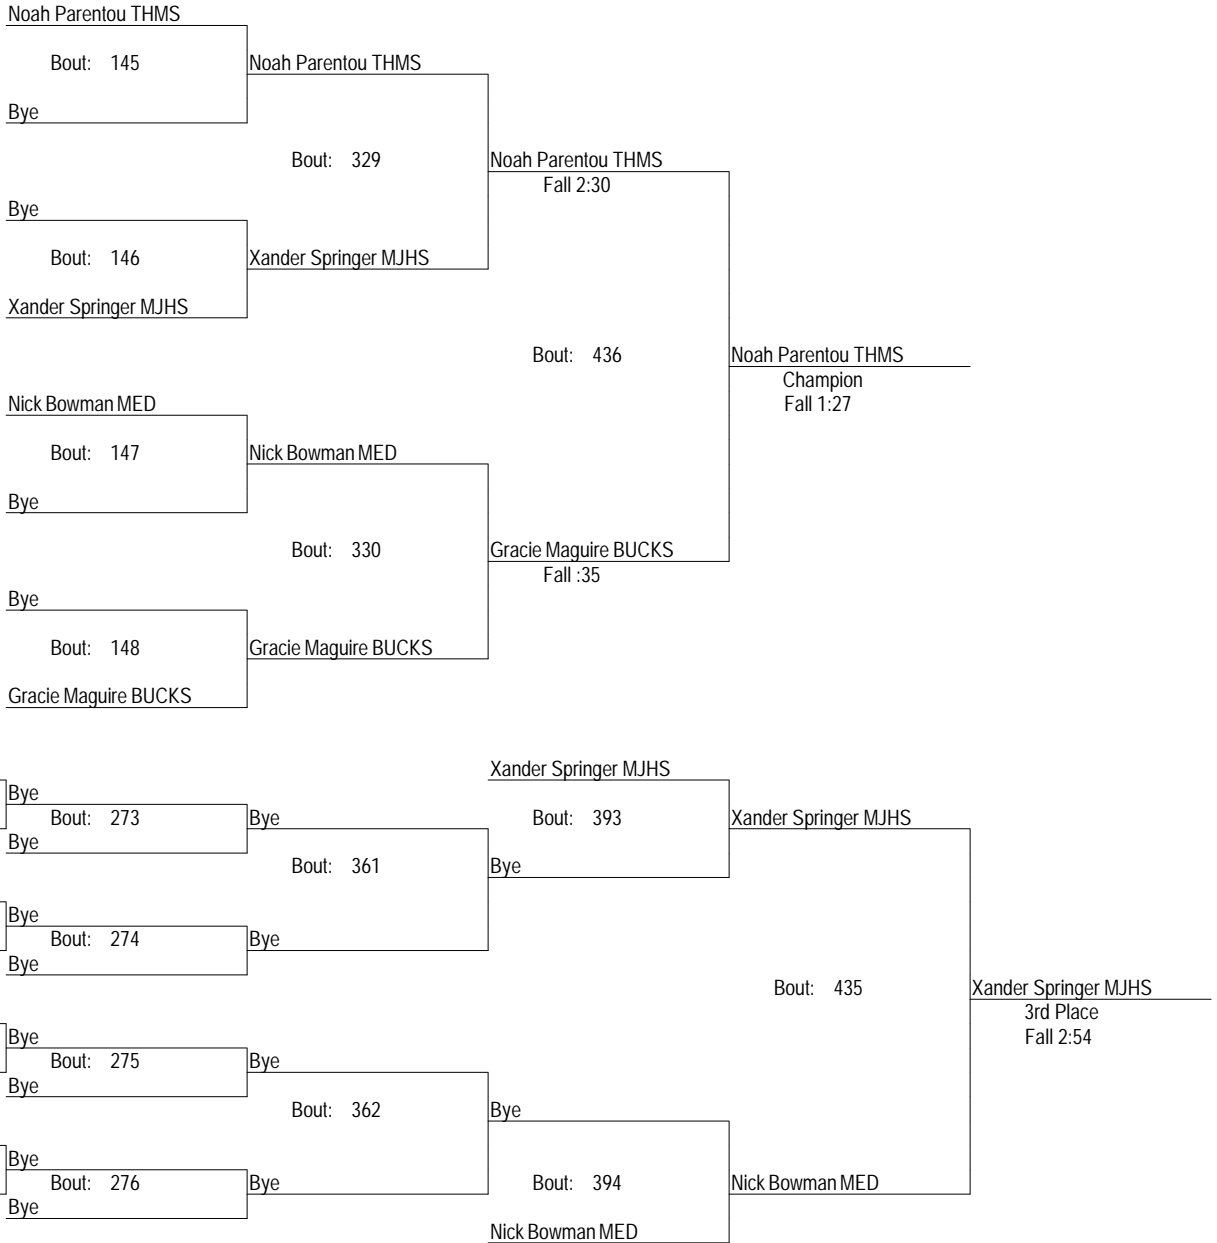 Noah Parentou THMS
Bout: 145
Noah Parentou THMS
Bye
Bout: 329
Noah Parentou THMS
Fall 2:30
Bye
Bout: 146
Xander Springer MJHS
Xander Springer MJHS
Bout: 436
Noah Parentou THMS
Champion
Fall 1:27
Nick Bowman MED
Bout: 147
Nick Bowman MED
Bye
Bout: 330
Gracie Maguire BUCKS
Fall :35
Bye
Bout: 148
Gracie Maguire BUCKS
Gracie Maguire BUCKS
Xander Springer MJHS
Bye
Bout: 273
Bye
Bout: 393
Xander Springer MJHS
Bye
Bout: 361
Bye
Bye
Bout: 274
Bye
Bye
Bout: 435
Xander Springer MJHS
3rd Place
Fall 2:54
Bye
Bout: 275
Bye
Bye
Bout: 362
Bye
Bye
Bout: 276
Bye
Bout: 394
Nick Bowman MED
Bye
Nick Bowman MED